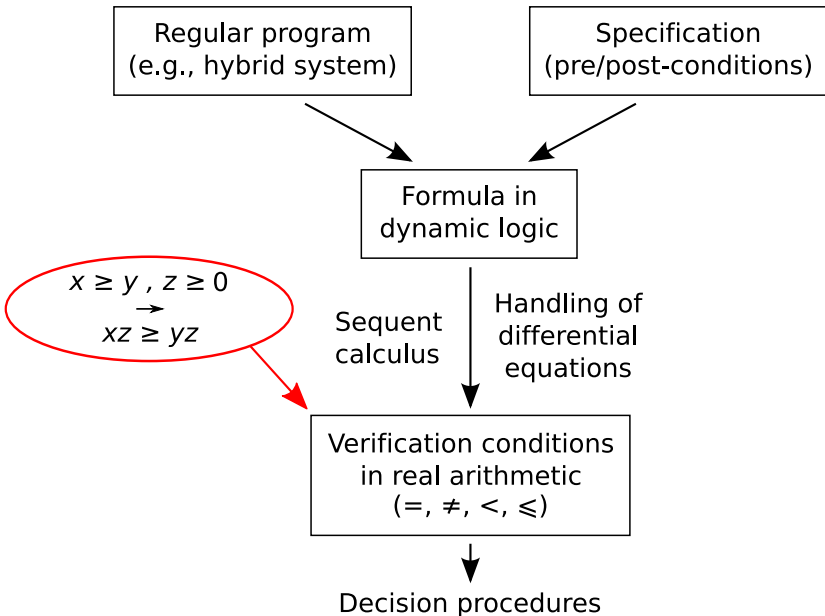 Regular program
(e.g., hybrid system)
Specification
(pre/post-conditions)
Formula in
dynamic logic
x ≥ y , z ≥ 0
→
xz ≥ yz
Sequent
calculus
Handling of
differential
equations
Verification conditions
in real arithmetic
(=, ≠, <, ⩽)
Decision procedures